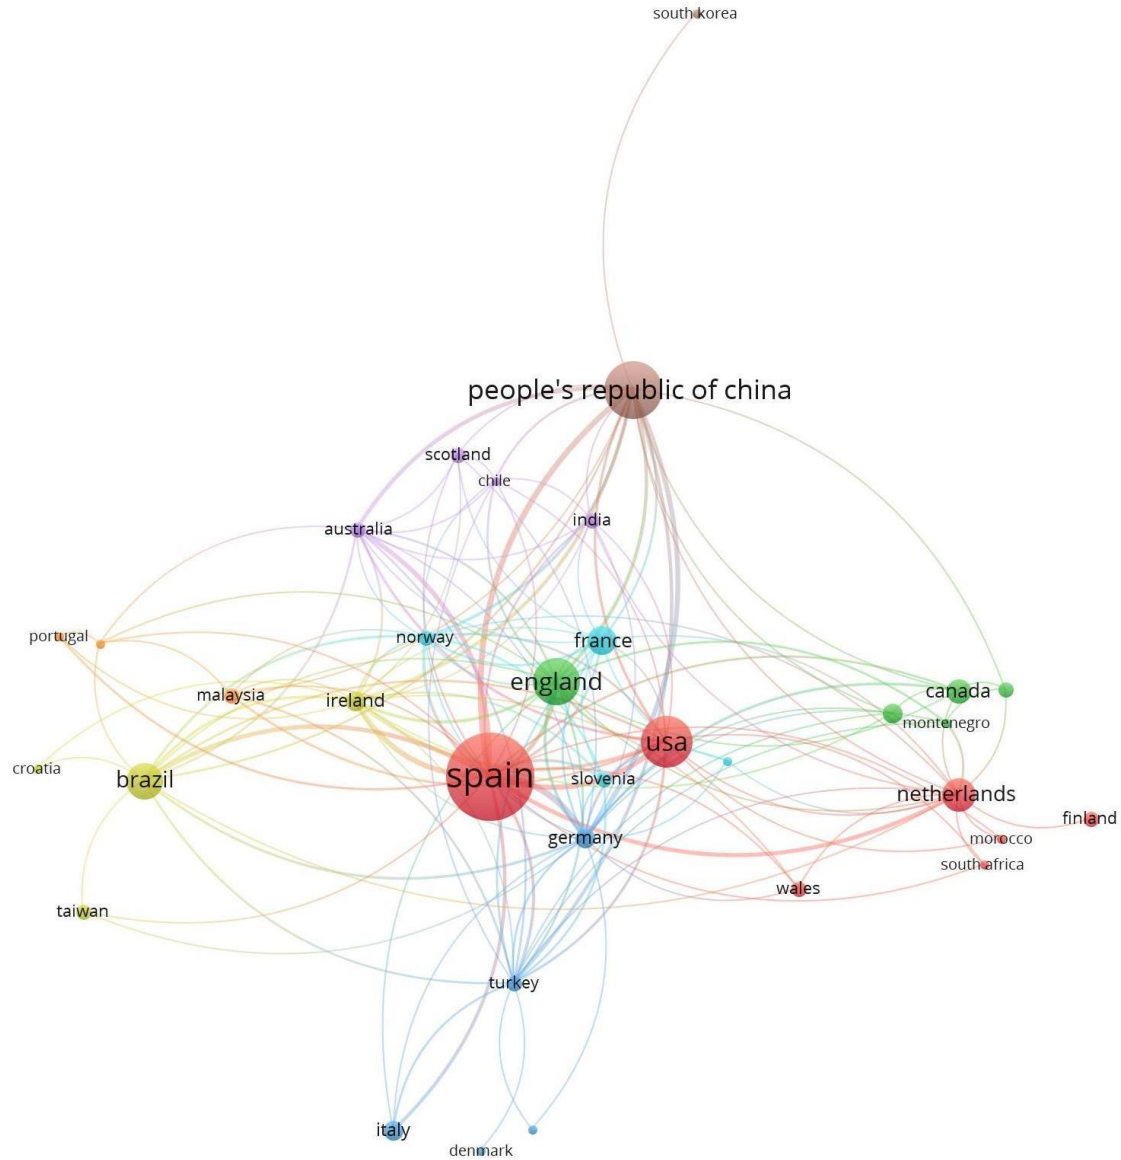 south korea
people's republic of china
scotland
chile
india
australia
portugal
norway
france
england
malaysia
ireland
canada
montenegro
usa
croatia
brazil
spain
slovenia
netherlands
finland
germany
morocco
south africa
wales
taiwan
turkey
italy
denmark